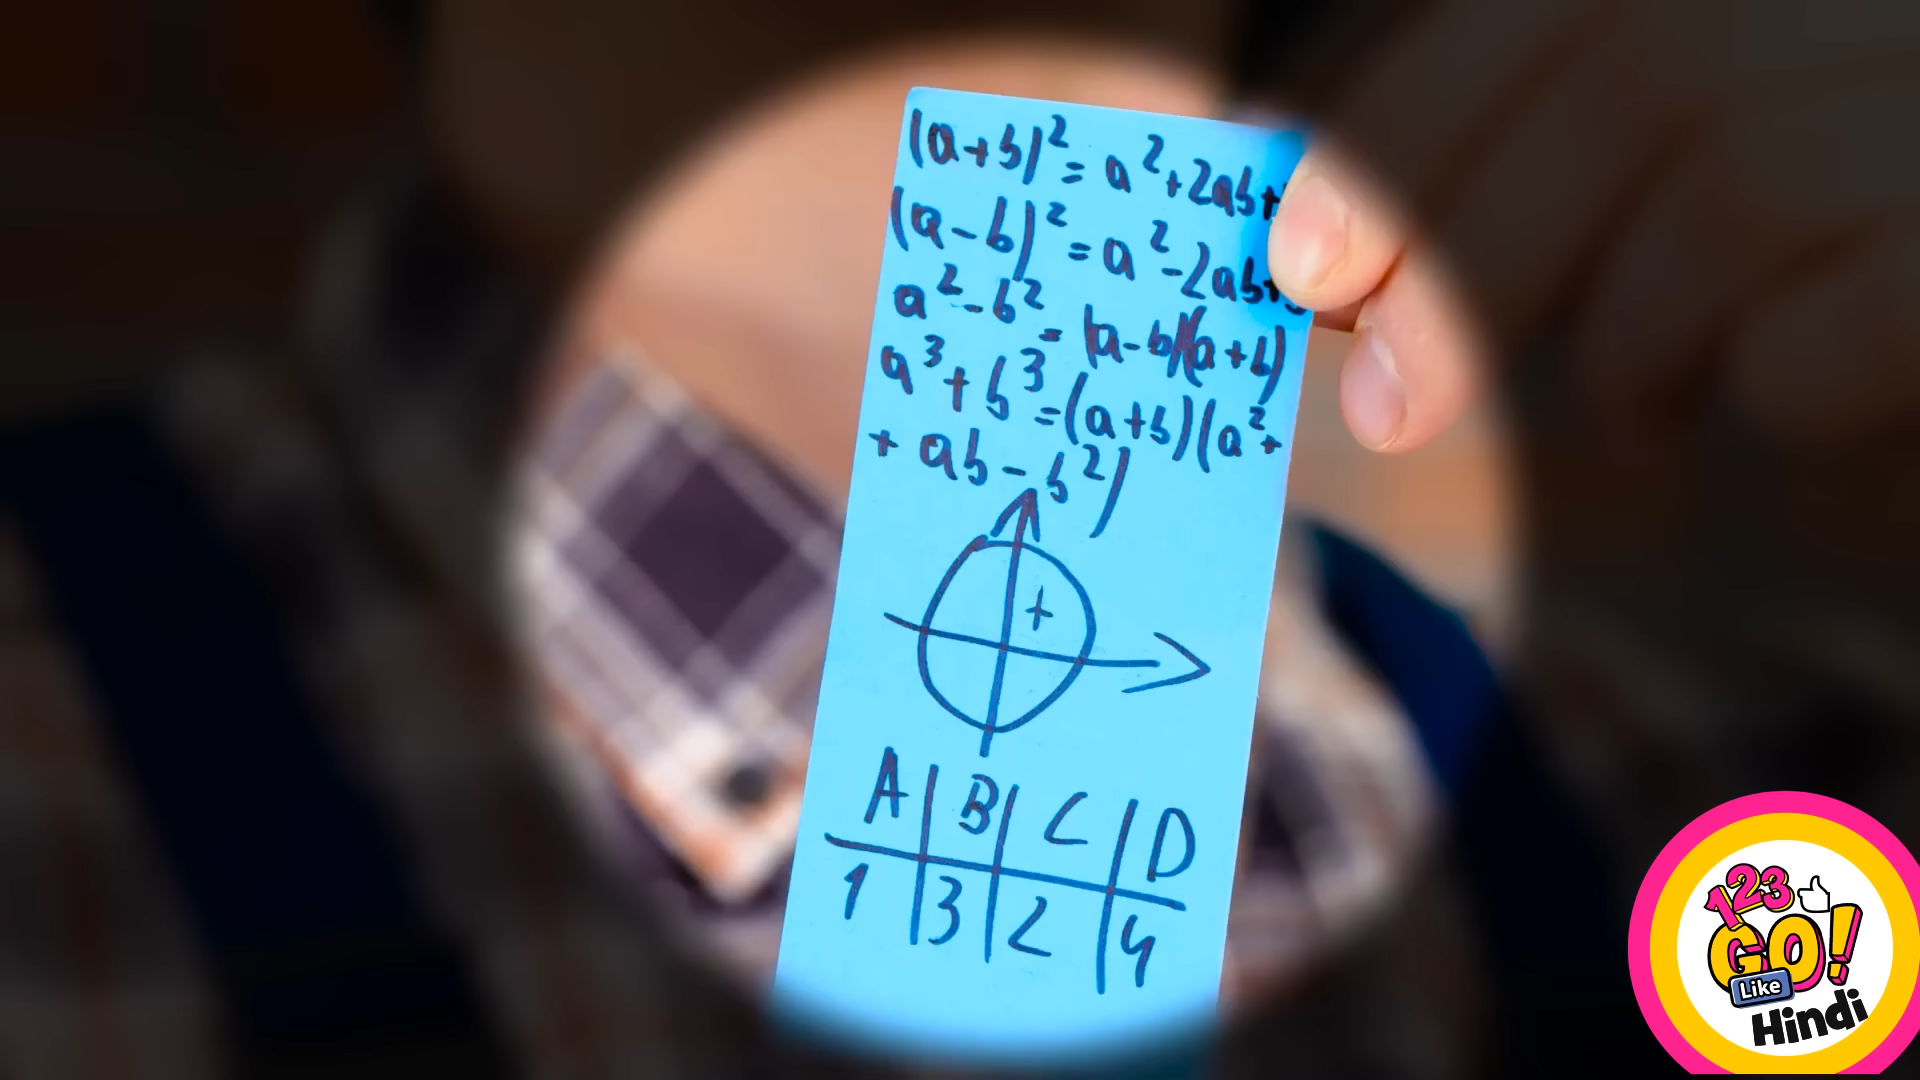 (a+b)² = a²+2ab+
(a-b)² = a²-2ab+
a²-b² = (a-b)(a+b)
a³+b³=(a+b)(a²+
+ ab-b²)
+
A | B | C | D
1 | 3 | 2 | 4
123
GO!
Like
Hindi